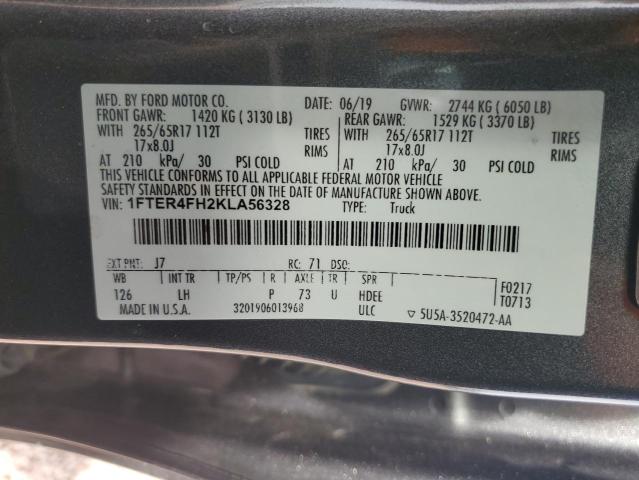 MFD. BY FORD MOTOR CO. DATE: 06/19 GVWR: 2744 KG ( 6050 LB)
FRONT GAWR: 1420 KG ( 3130 LB) REAR GAWR: 1529 KG ( 3370 LB)
WITH 265/65R17 112T TIRES WITH 265/65R17 112T TIRES
17x8.0J RIMS 17x8.0J RIMS
AT 210 kPa/ 30 PSI COLD AT 210 kPa/ 30 PSI COLD
THIS VEHICLE CONFORMS TO ALL APPLICABLE FEDERAL MOTOR VEHICLE
SAFETY STANDARDS IN EFFECT ON THE DATE OF MANUFACTURE SHOWN ABOVE.
VIN: 1FTER4FH2KLA56328 TYPE: Truck
EXT PNT: J7 RC: 71 DSO:
WB INT TR TP/PS R AXLE TR SPR F0217
126 LH P 73 U HDEE T0713
MADE IN U.S.A. 3201906013968 ULC ▽ 5U5A-3520472-AA